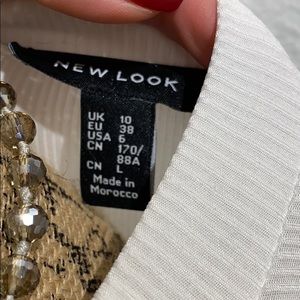 NEW LOOK
UK 10
EU 38
USA 6
CN 170/
88A
CN L
Made in
Morocco